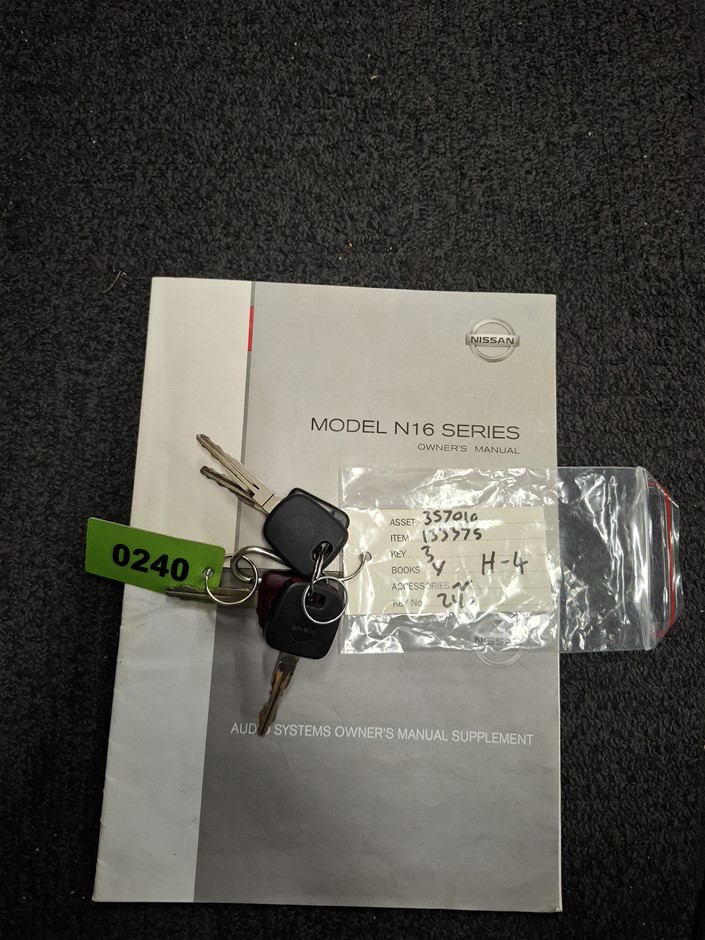 NISSAN
MODEL N16 SERIES
OWNER'S MANUAL
ASSET 357010
ITEM 133375
KEY 3
BOOKS Y H-4
ACCESSORIES
KEY No
0240
NISSAN
AUDIO SYSTEMS OWNER'S MANUAL SUPPLEMENT